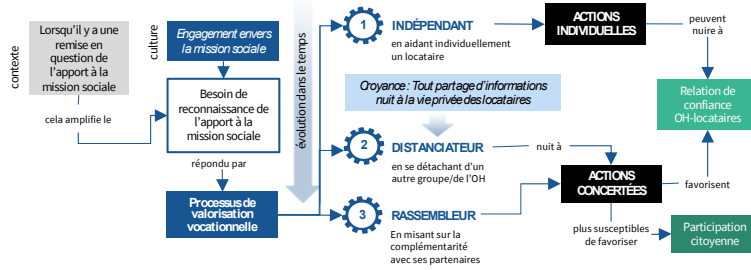 contexte
Lorsqu'il y a une
remise en
question de
l'apport à la
mission sociale
cela amplifie le
culture
Engagement envers
la mission sociale
Besoin de
reconnaissance de
l'apport à la
mission sociale
répondu par
Processus de
valorisation
vocationnelle
évolution dans le temps
1
INDÉPENDANT
en aidant individuellement
un locataire
ACTIONS
INDIVIDUELLES
peuvent
nuire à
Croyance : Tout partage d'informations
nuit à la vie privée des locataires
Relation de
confiance
OH-locataires
2
DISTANCIATEUR
en se détachant d'un
autre groupe/de l'OH
nuit à
ACTIONS
CONCERTÉES
favorisent
3
RASSEMBLEUR
En misant sur la
complémentarité
avec ses partenaires
plus susceptibles
de favoriser
Participation
citoyenne